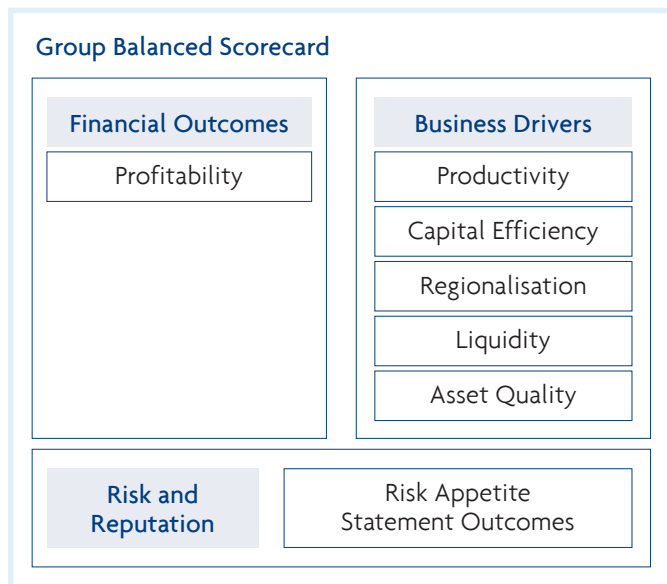 Group Balanced Scorecard
Financial Outcomes
Profitability
Business Drivers
Productivity
Capital Efficiency
Regionalisation
Liquidity
Asset Quality
Risk and
Reputation
Risk Appetite
Statement Outcomes